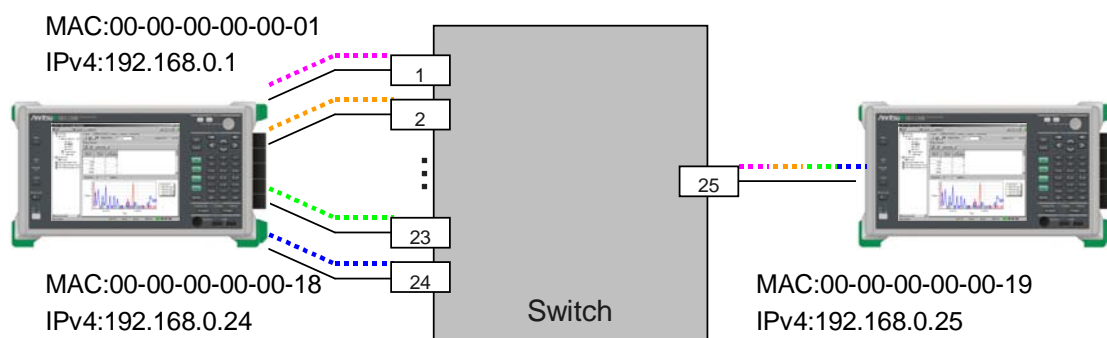 MAC:00-00-00-00-00-01
IPv4:192.168.0.1
1
2
23
24
25
Switch
Anritsu
Anritsu
MAC:00-00-00-00-00-18
IPv4:192.168.0.24
MAC:00-00-00-00-00-19
IPv4:192.168.0.25